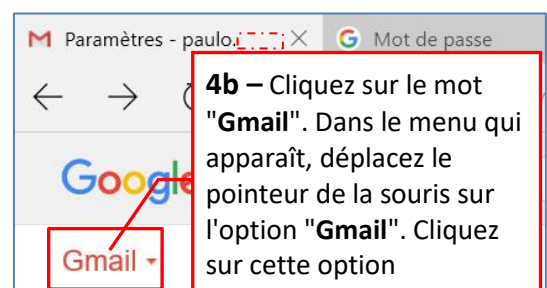 Paramètres - paulo.
Mot de passe
4b – Cliquez sur le mot
"Gmail". Dans le menu qui
apparaît, déplacez le
pointeur de la souris sur
l'option "Gmail". Cliquez
sur cette option
Google
Gmail